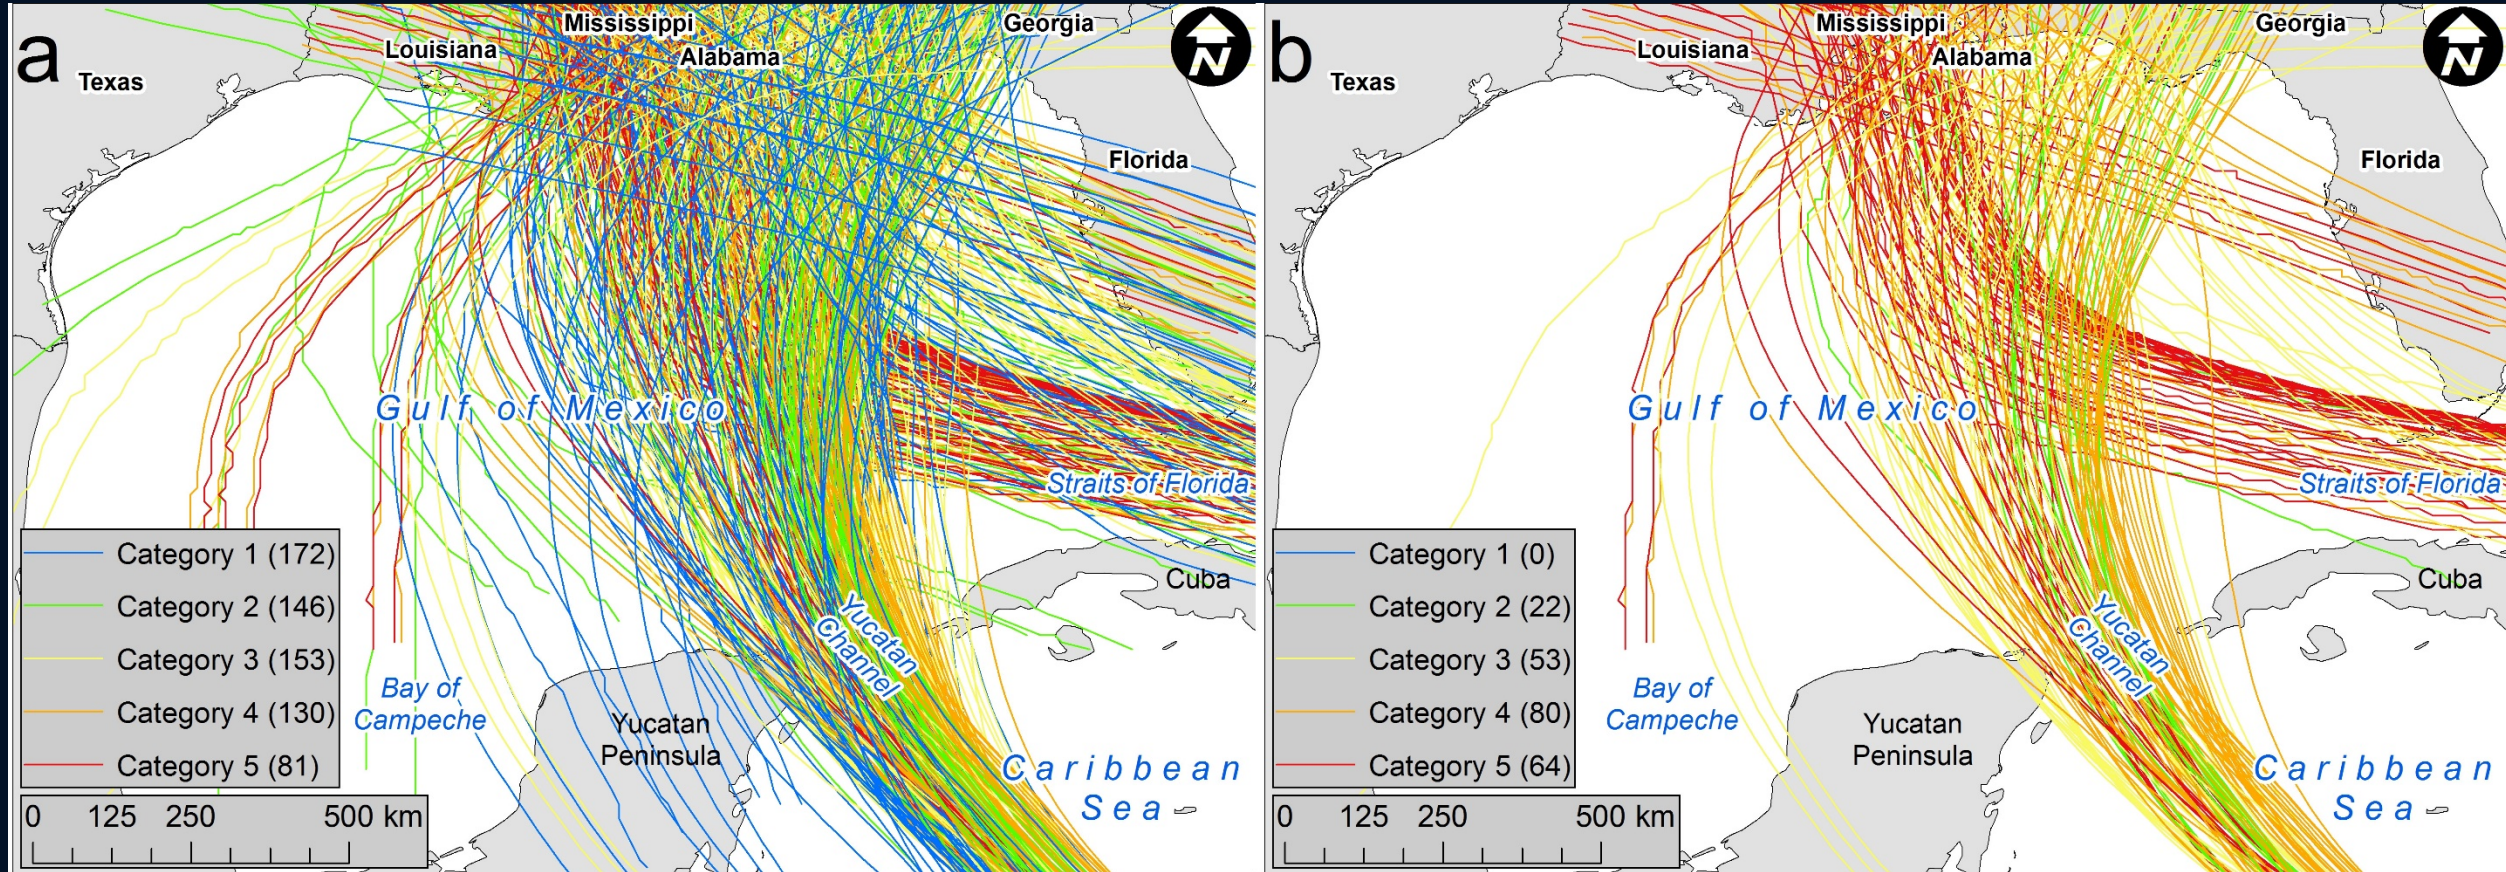 a
Mississippi
Georgia
N
Louisiana
Alabama
Texas
Florida
Gulf of Mexico
Straits of Florida
Category 1 (172)
Category 2 (146)
Category 3 (153)
Category 4 (130)
Category 5 (81)
Cuba
Yucatan
Channel
Bay of
Campeche
Yucatan
Peninsula
Caribbean
Sea
0 125 250 500 km
b
Mississippi
Georgia
N
Louisiana
Alabama
Texas
Florida
Gulf of Mexico
Straits of Florida
Category 1 (0)
Category 2 (22)
Category 3 (53)
Category 4 (80)
Category 5 (64)
Cuba
Yucatan
Channel
Bay of
Campeche
Yucatan
Peninsula
Caribbean
Sea
0 125 250 500 km